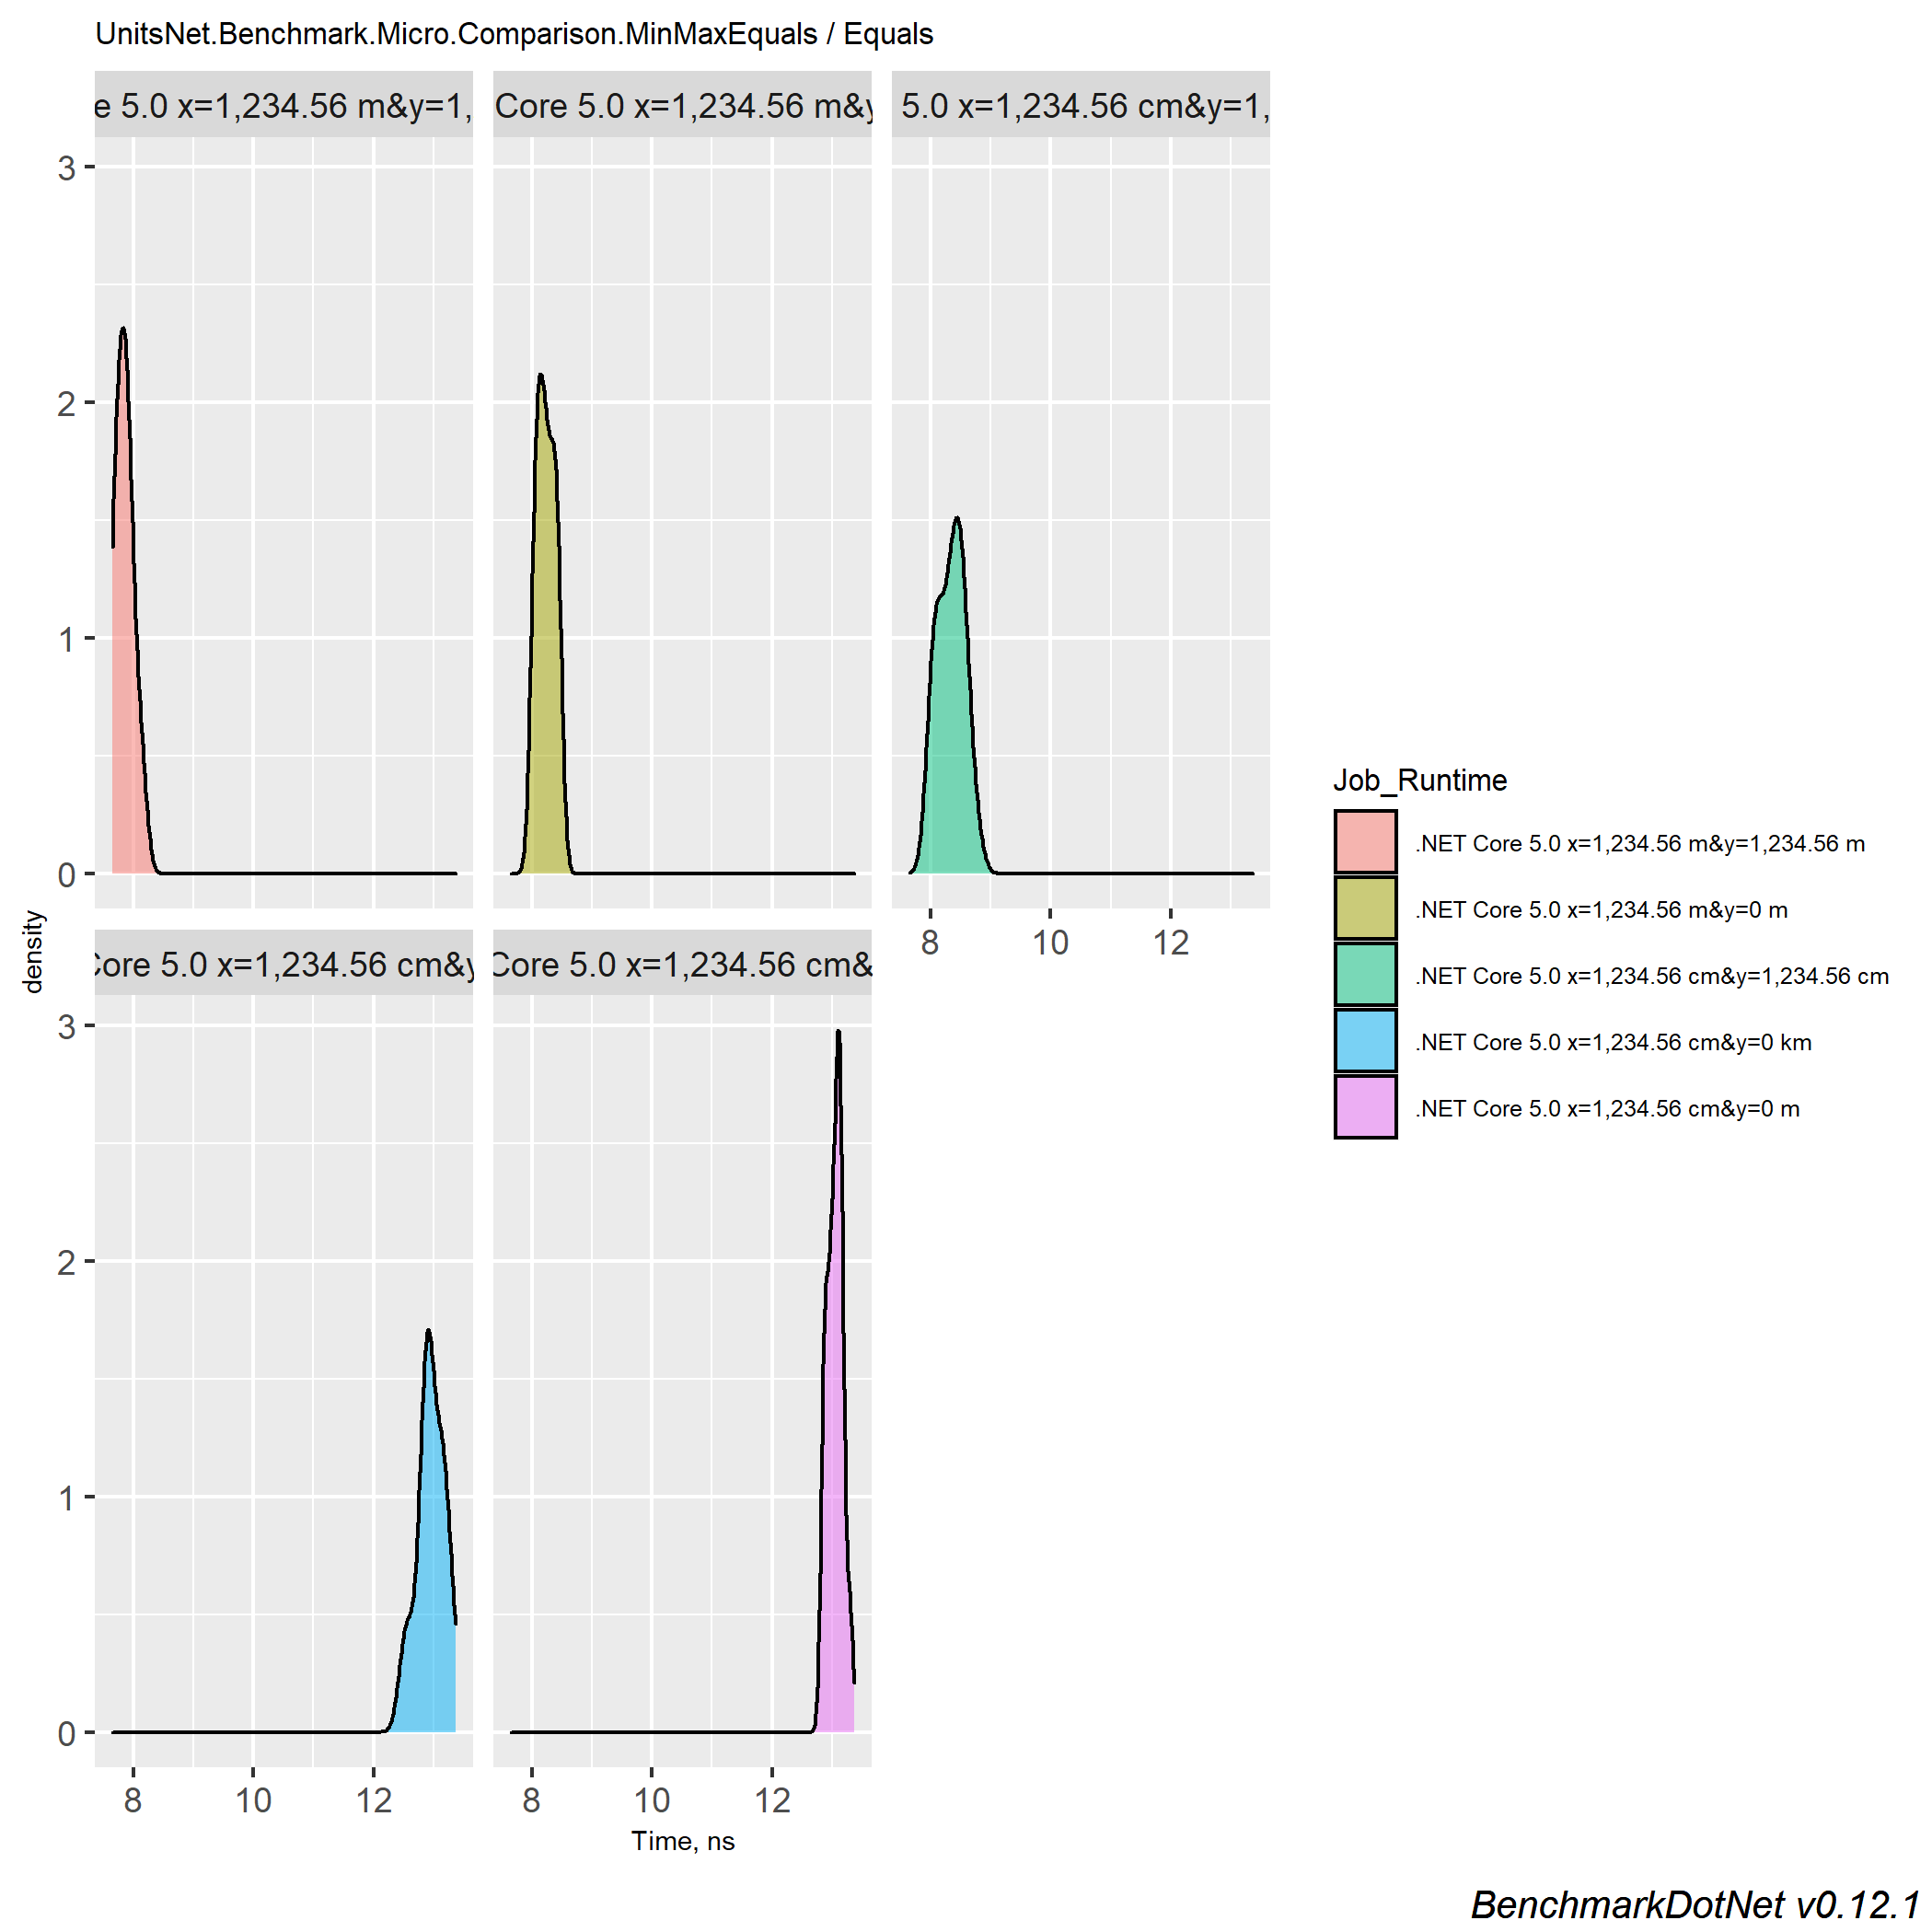 UnitsNet.Benchmark.Micro.Comparison.MinMaxEquals / Equals
e 5.0 x=1,234.56 m&y=1,
Core 5.0 x=1,234.56 m&y
5.0 x=1,234.56 cm&y=1,
3
2
1
0
8 10 12
density
Core 5.0 x=1,234.56 cm&y
Core 5.0 x=1,234.56 cm&
3
2
1
0
8 10 12
8 10 12
Time, ns
Job_Runtime
.NET Core 5.0 x=1,234.56 m&y=1,234.56 m
.NET Core 5.0 x=1,234.56 m&y=0 m
.NET Core 5.0 x=1,234.56 cm&y=1,234.56 cm
.NET Core 5.0 x=1,234.56 cm&y=0 km
.NET Core 5.0 x=1,234.56 cm&y=0 m
BenchmarkDotNet v0.12.1